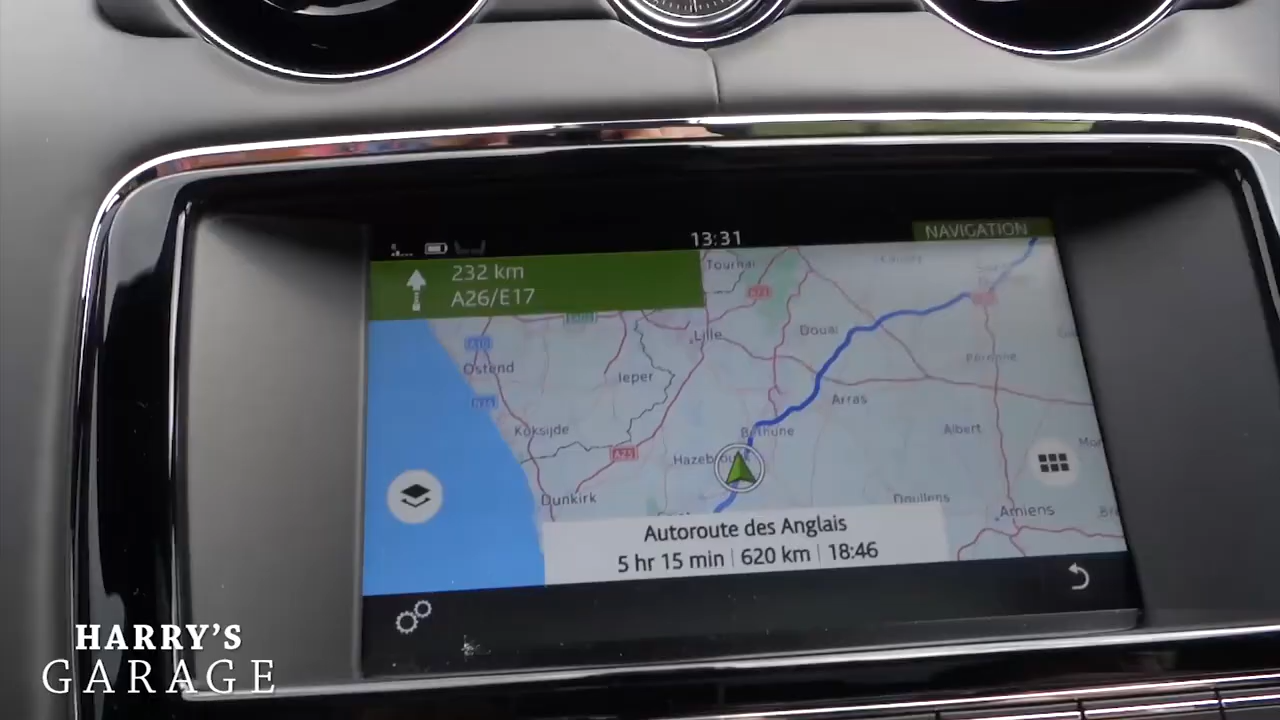 13:31
NAVIGATION
232 km
A26/E17
Tournai
Lille
Douai
Ostend
Ieper
Péronne
Arras
Koksijde
Béthune
Albert
A25
Dunkirk
Doullens
Amiens
Autoroute des Anglais
5 hr 15 min | 620 km | 18:46
HARRY'S
GARAGE